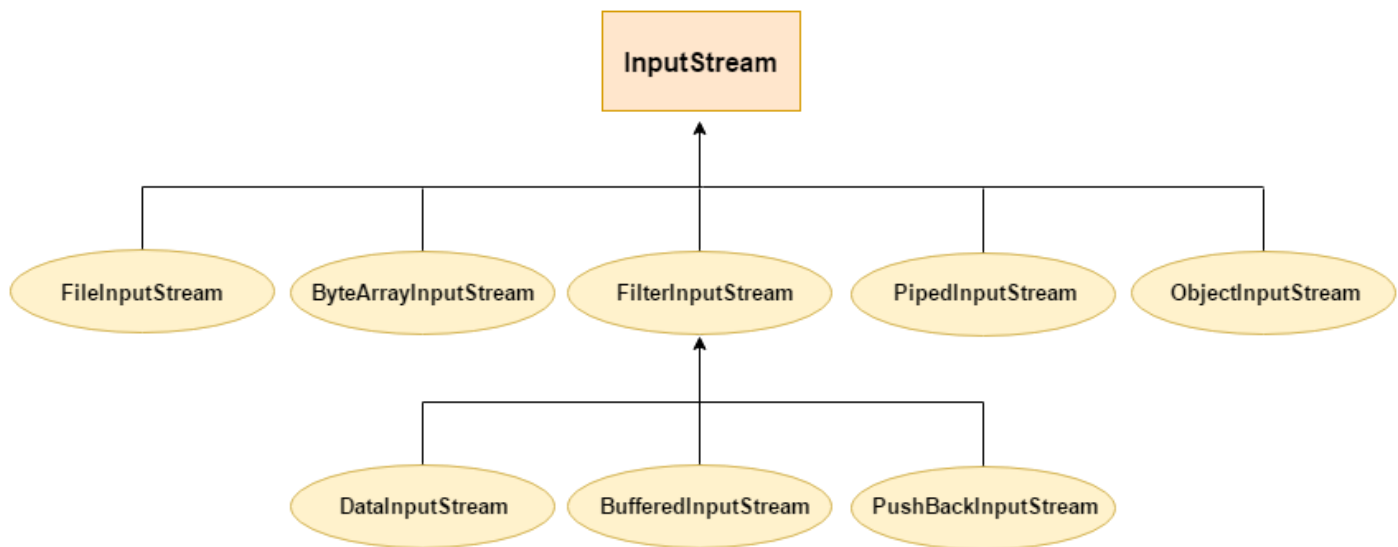 InputStream
FileInputStream
ByteArrayInputStream
FilterInputStream
PipedInputStream
ObjectInputStream
DataInputStream
BufferedInputStream
PushBackInputStream